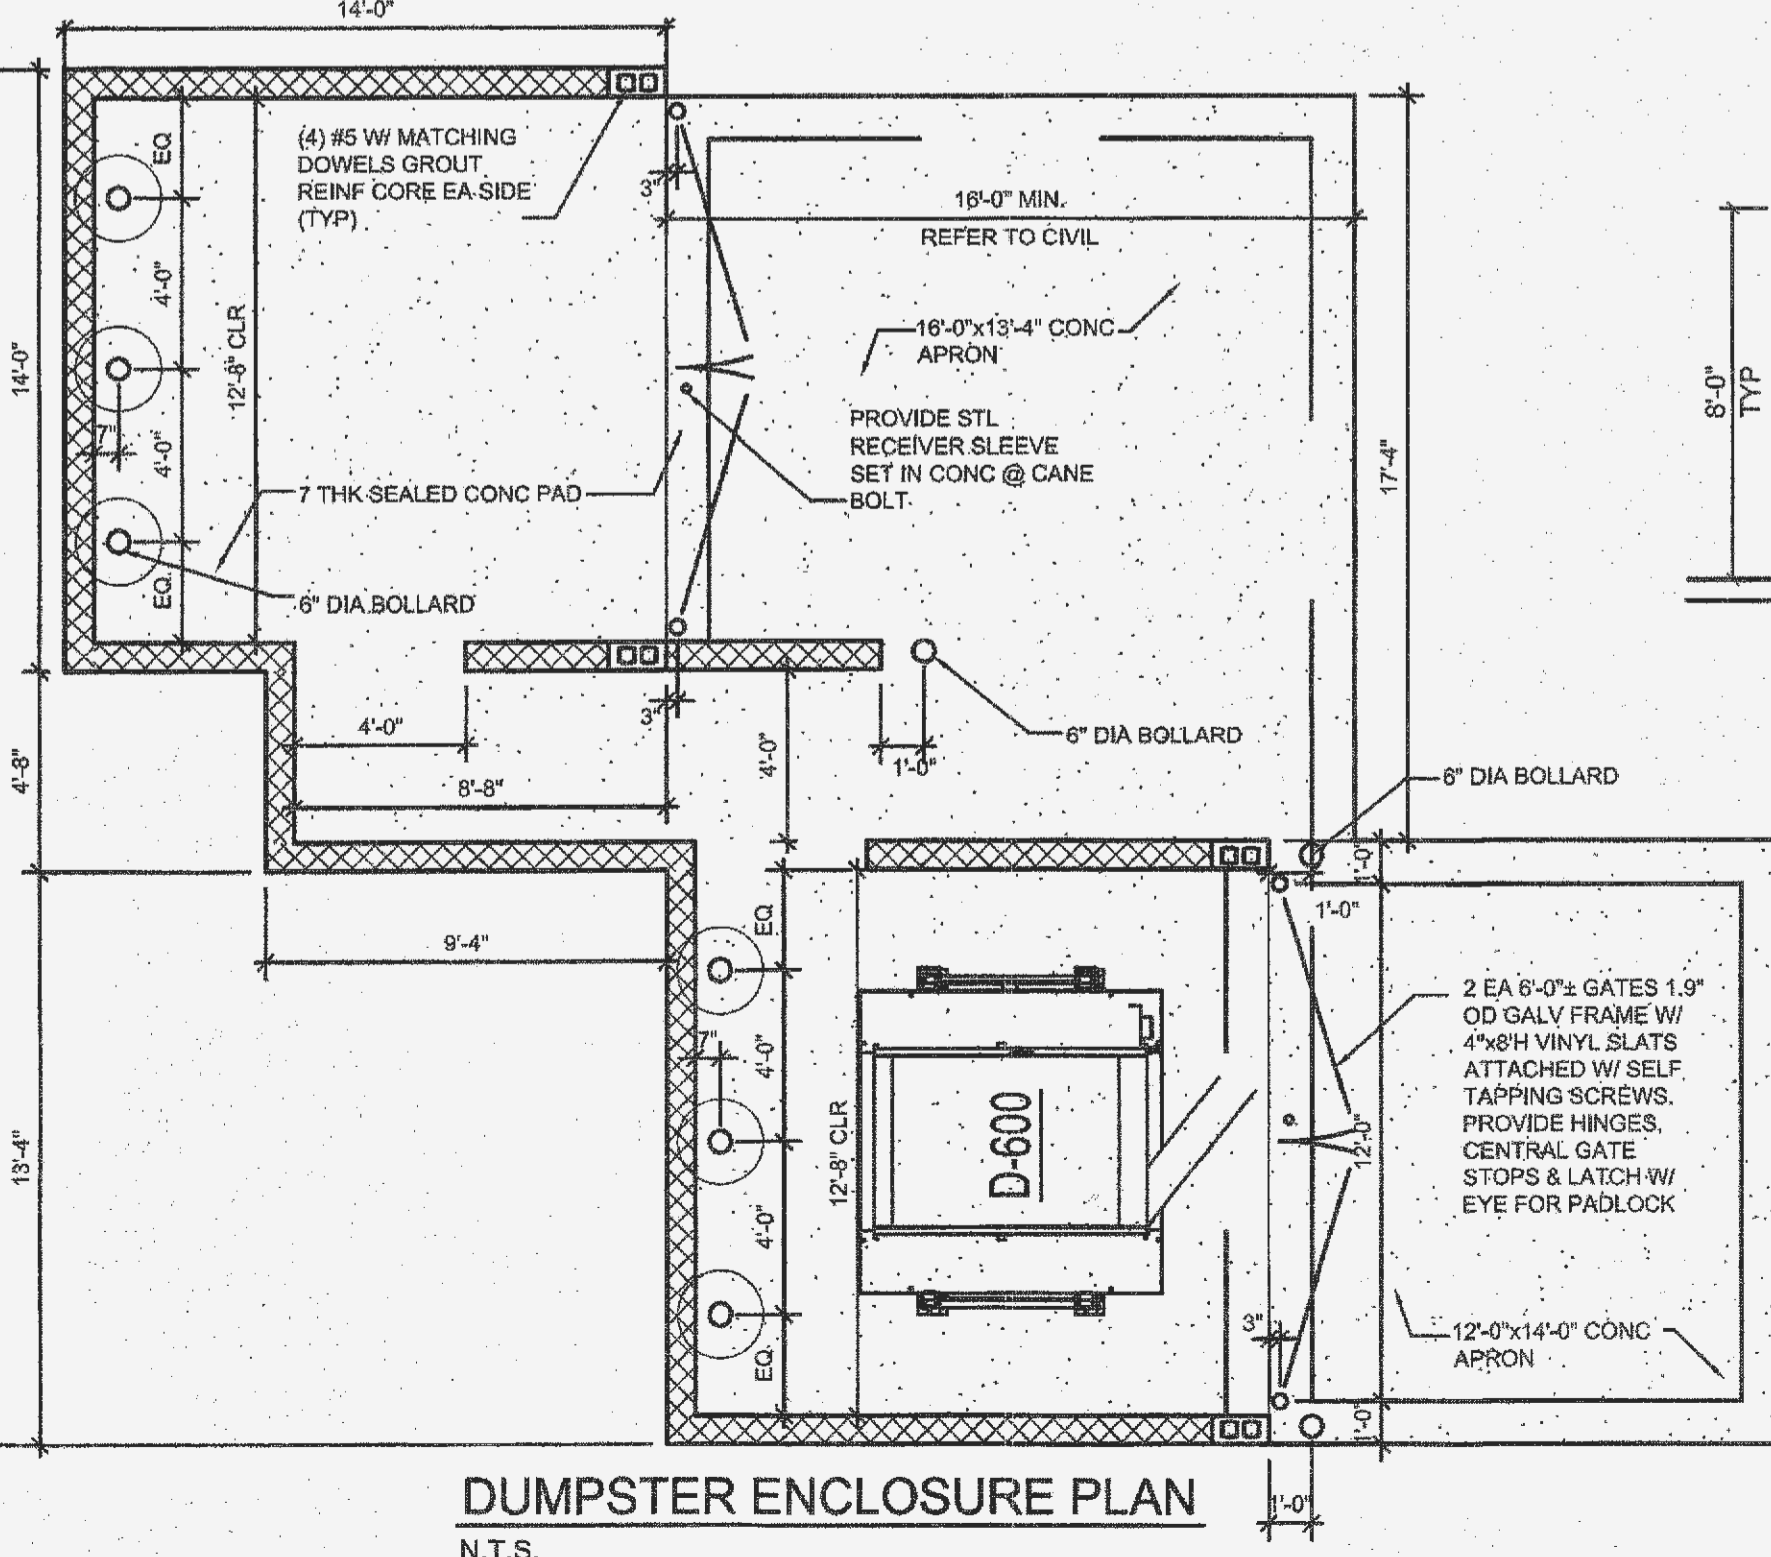 14'-0"
(4) #5 W/ MATCHING
DOWELS GROUT
REINF CORE EA SIDE
(TYP)
EQ
4'-0"
4'-0"
EQ
12'-8" CLR
7"
14'-0"
3"
16'-0" MIN.
REFER TO CIVIL
16'-0"x13'-4" CONC
APRON
PROVIDE STL
RECEIVER SLEEVE
SET IN CONC @ CANE
BOLT
7 THK SEALED CONC PAD
6" DIA BOLLARD
17'-4"
8'-0"
TYP
3"
4'-0"
8'-8"
4'-0"
1'-0"
6" DIA BOLLARD
6" DIA BOLLARD
4'-8"
9'-4"
1'-0"
1'-0"
EQ
4'-0"
4'-0"
EQ
7"
12'-8" CLR
D-600
12'-0"
2 EA 6'-0"± GATES 1.9"
OD GALV FRAME W/
4"x8'H VINYL SLATS
ATTACHED W/ SELF
TAPPING SCREWS.
PROVIDE HINGES,
CENTRAL GATE
STOPS & LATCH W/
EYE FOR PADLOCK
13'-4"
3"
12'-0"x14'-0" CONC
APRON
1'-0"
1'-0"
DUMPSTER ENCLOSURE PLAN
N.T.S.